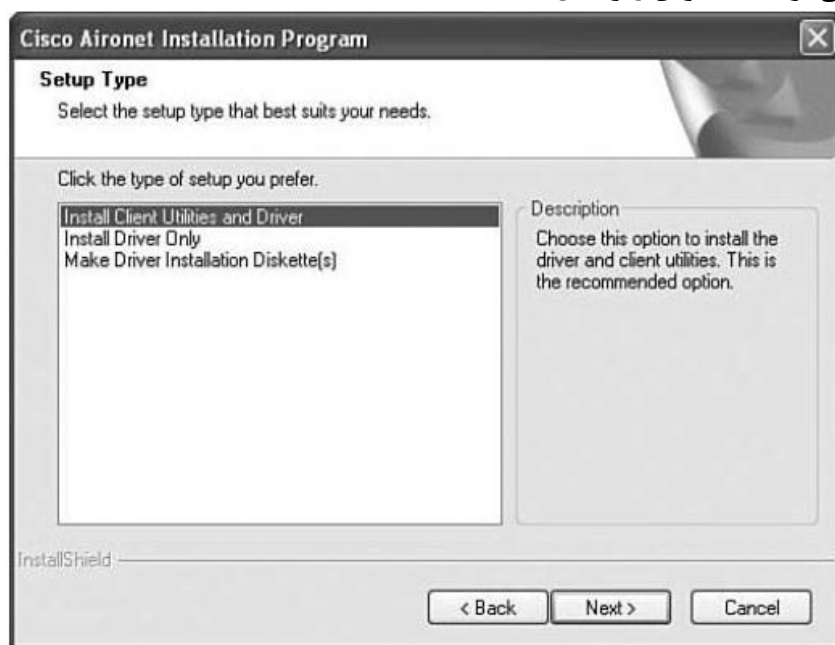 Cisco Aironet Installation Program
Setup Type
Select the setup type that best suits your needs.
Click the type of setup you prefer.
Install Client Utilities and Driver
Install Driver Only
Make Driver Installation Diskette(s)
Description
Choose this option to install the
driver and client utilities. This is
the recommended option.
InstallShield
< Back
Next >
Cancel